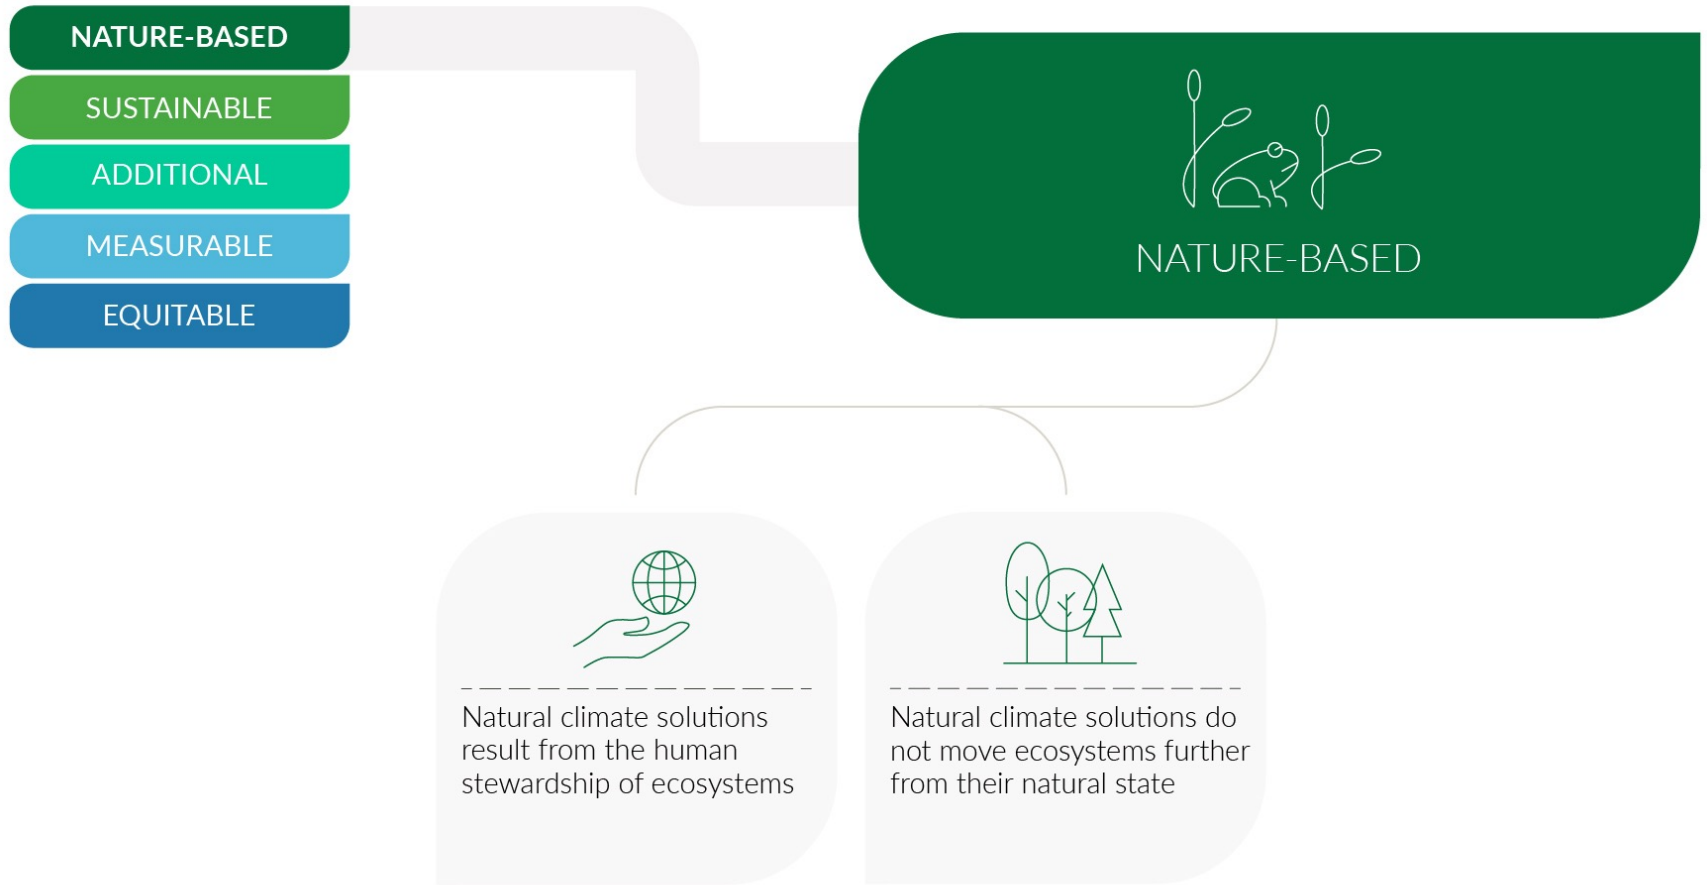 NATURE-BASED
SUSTAINABLE
ADDITIONAL
MEASURABLE
EQUITABLE
NATURE-BASED
Natural climate solutions
result from the human
stewardship of ecosystems
Natural climate solutions do
not move ecosystems further
from their natural state